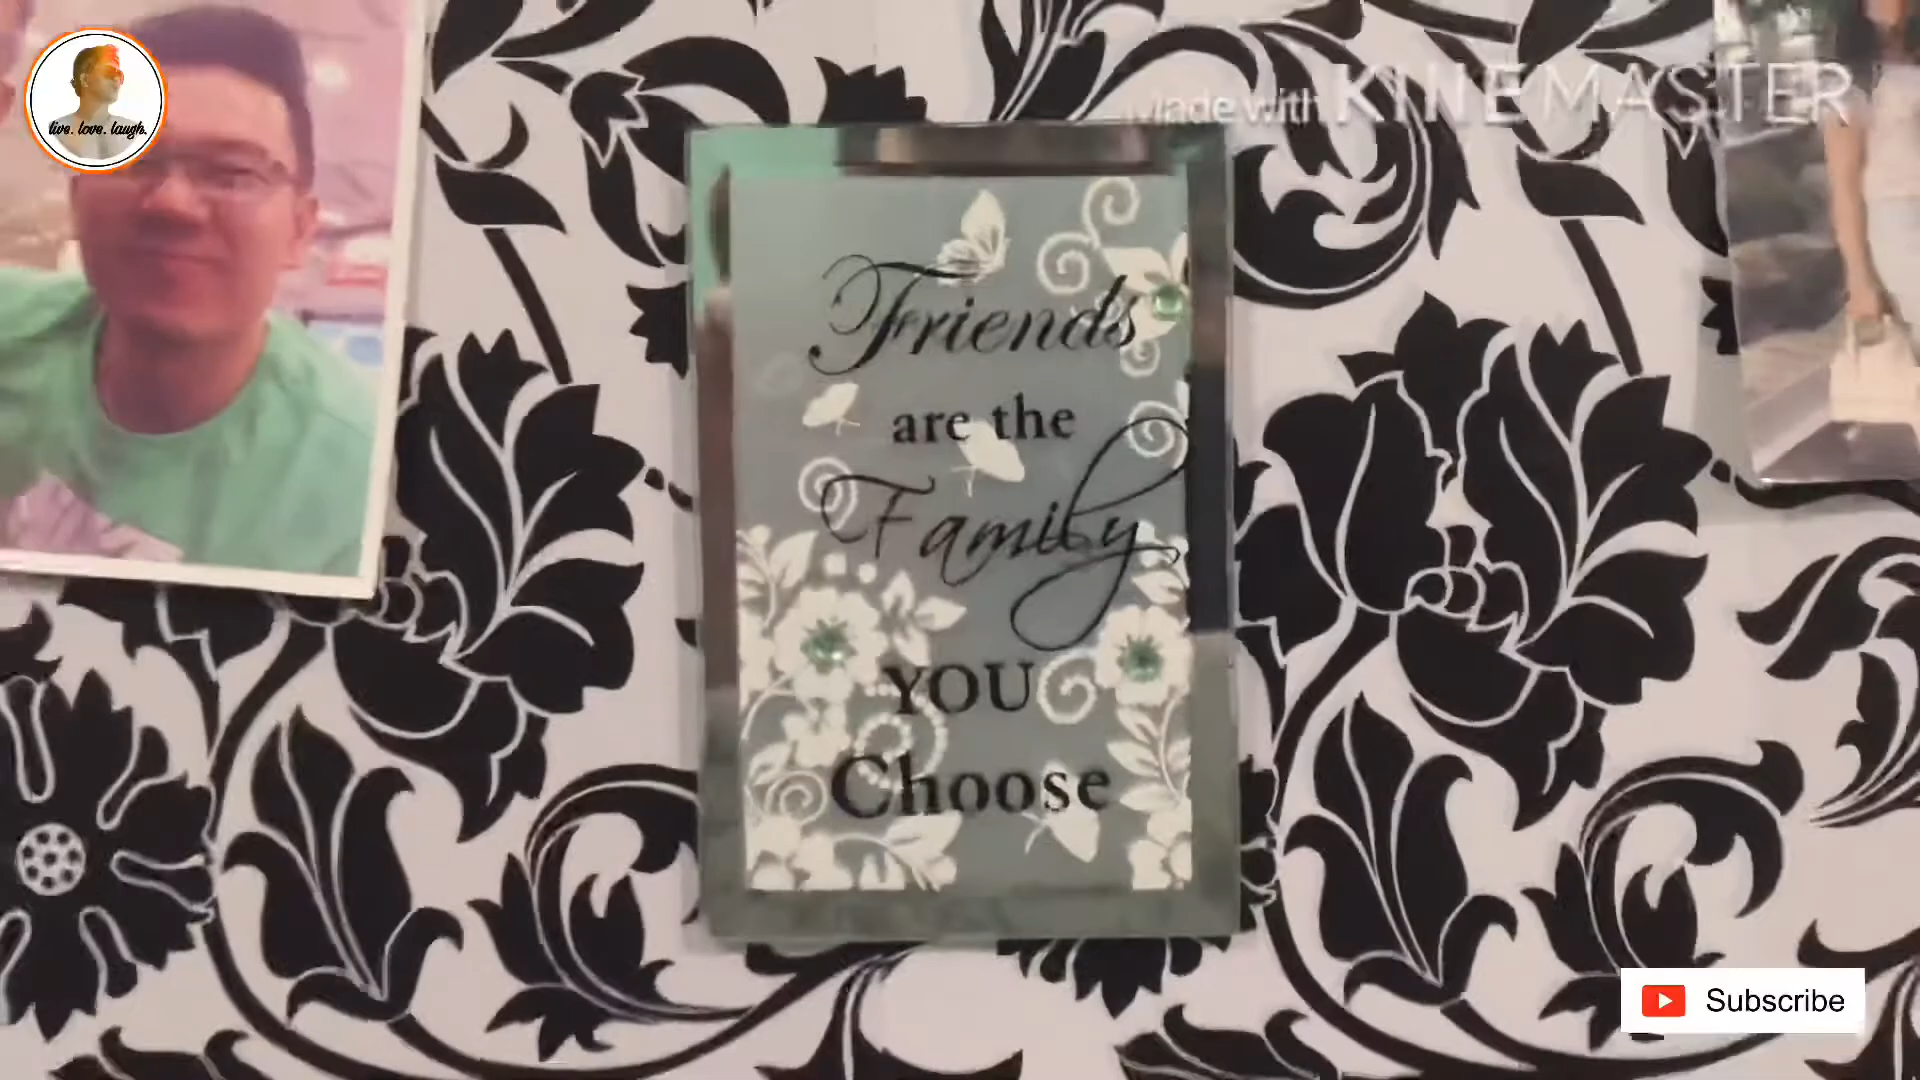 live. love. laugh.
Made with KINEMASTER
Friends
are the
Family
YOU
Choose
Subscribe